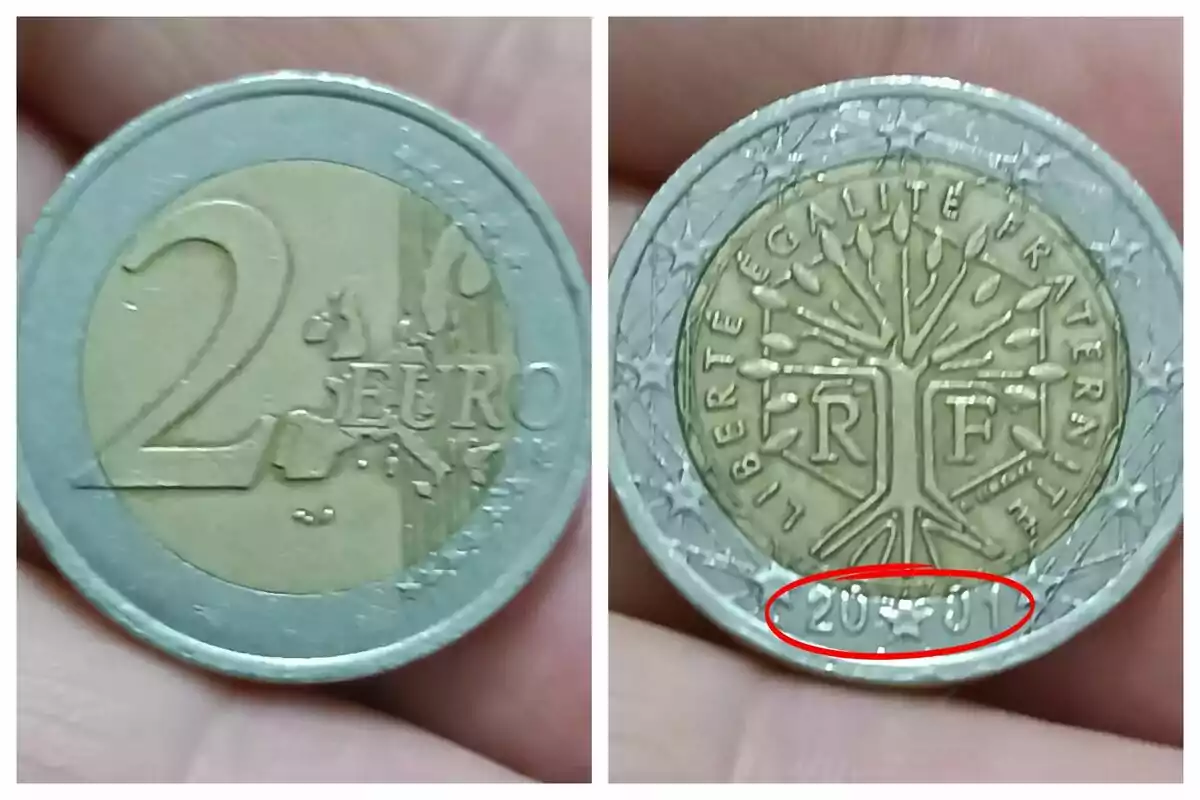 2 EURO
LIBERTÉ ÉGALITÉ FRATERNITÉ
R F
20 01